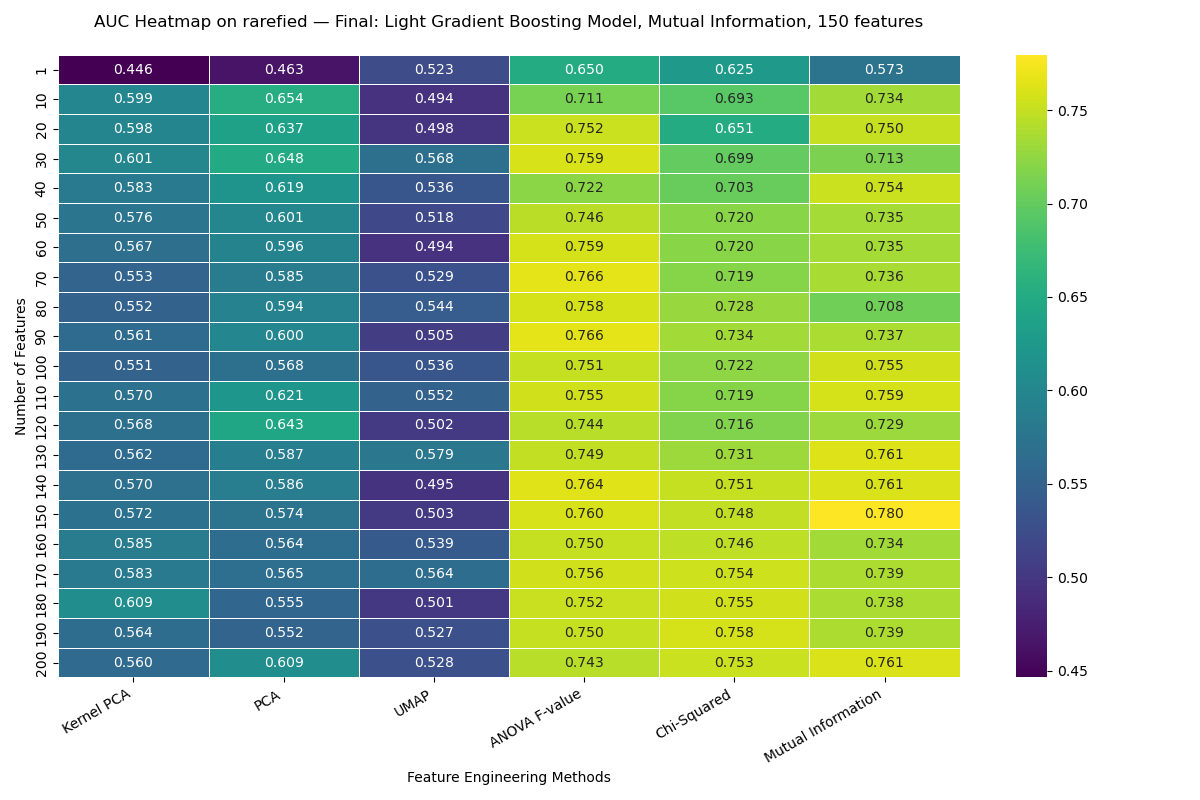 AUC Heatmap on rarefied — Final: Light Gradient Boosting Model, Mutual Information, 150 features
Number of Features
1 0.446 0.463 0.523 0.650 0.625 0.573
10 0.599 0.654 0.494 0.711 0.693 0.734
20 0.598 0.637 0.498 0.752 0.651 0.750
30 0.601 0.648 0.568 0.759 0.699 0.713
40 0.583 0.619 0.536 0.722 0.703 0.754
50 0.576 0.601 0.518 0.746 0.720 0.735
60 0.567 0.596 0.494 0.759 0.720 0.735
70 0.553 0.585 0.529 0.766 0.719 0.736
80 0.552 0.594 0.544 0.758 0.728 0.708
90 0.561 0.600 0.505 0.766 0.734 0.737
100 0.551 0.568 0.536 0.751 0.722 0.755
110 0.570 0.621 0.552 0.755 0.719 0.759
120 0.568 0.643 0.502 0.744 0.716 0.729
130 0.562 0.587 0.579 0.749 0.731 0.761
140 0.570 0.586 0.495 0.764 0.751 0.761
150 0.572 0.574 0.503 0.760 0.748 0.780
160 0.585 0.564 0.539 0.750 0.746 0.734
170 0.583 0.565 0.564 0.756 0.754 0.739
180 0.609 0.555 0.501 0.752 0.755 0.738
190 0.564 0.552 0.527 0.750 0.758 0.739
200 0.560 0.609 0.528 0.743 0.753 0.761
Kernel PCA PCA UMAP ANOVA F-value Chi-Squared Mutual Information
Feature Engineering Methods
0.75
0.70
0.65
0.60
0.55
0.50
0.45